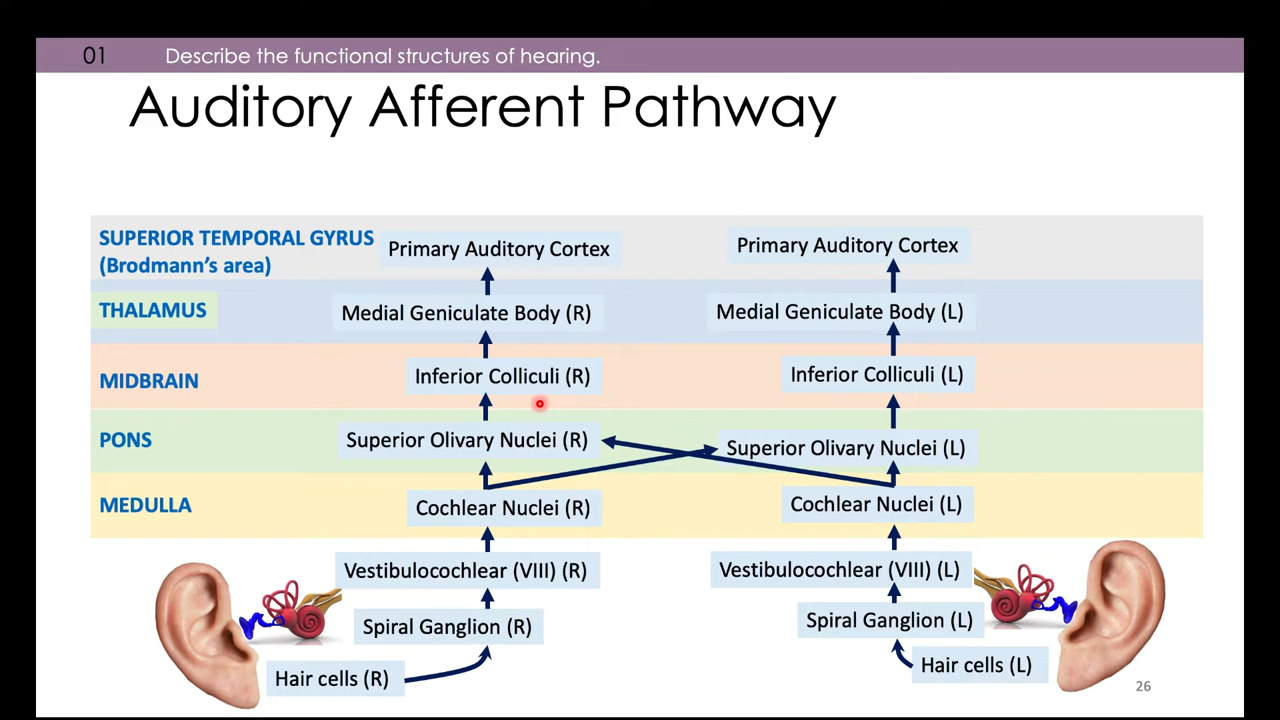 01 Describe the functional structures of hearing.
Auditory Afferent Pathway
SUPERIOR TEMPORAL GYRUS
(Brodmann's area)
Primary Auditory Cortex
Primary Auditory Cortex
THALAMUS
Medial Geniculate Body (R)
Medial Geniculate Body (L)
MIDBRAIN
Inferior Colliculi (R)
Inferior Colliculi (L)
PONS
Superior Olivary Nuclei (R)
Superior Olivary Nuclei (L)
MEDULLA
Cochlear Nuclei (R)
Cochlear Nuclei (L)
Vestibulocochlear (VIII) (R)
Vestibulocochlear (VIII) (L)
Spiral Ganglion (R)
Spiral Ganglion (L)
Hair cells (R)
Hair cells (L)
26